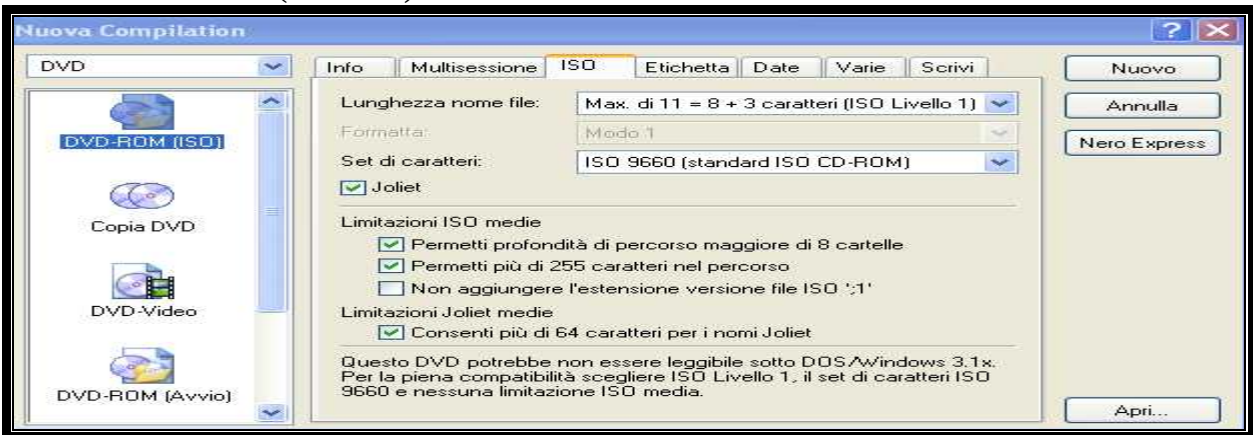 Nuova Compilation
DVD
DVD-ROM (ISO)
Copia DVD
DVD-Video
DVD-ROM (Avvio)
Info Multisessione ISO Etichetta Date Varie Scrivi
Lunghezza nome file: Max. di 11 = 8 + 3 caratteri (ISO Livello 1)
Formatta: Modo 1
Set di caratteri: ISO 9660 (standard ISO CD-ROM)
Joliet
Limitazioni ISO medie
Permetti profondità di percorso maggiore di 8 cartelle
Permetti più di 255 caratteri nel percorso
Non aggiungere l'estensione versione file ISO ';1'
Limitazioni Joliet medie
Consenti più di 64 caratteri per i nomi Joliet
Questo DVD potrebbe non essere leggibile sotto DOS/Windows 3.1x.
Per la piena compatibilità scegliere ISO Livello 1, il set di caratteri ISO
9660 e nessuna limitazione ISO media.
Nuovo
Annulla
Nero Express
Apri...